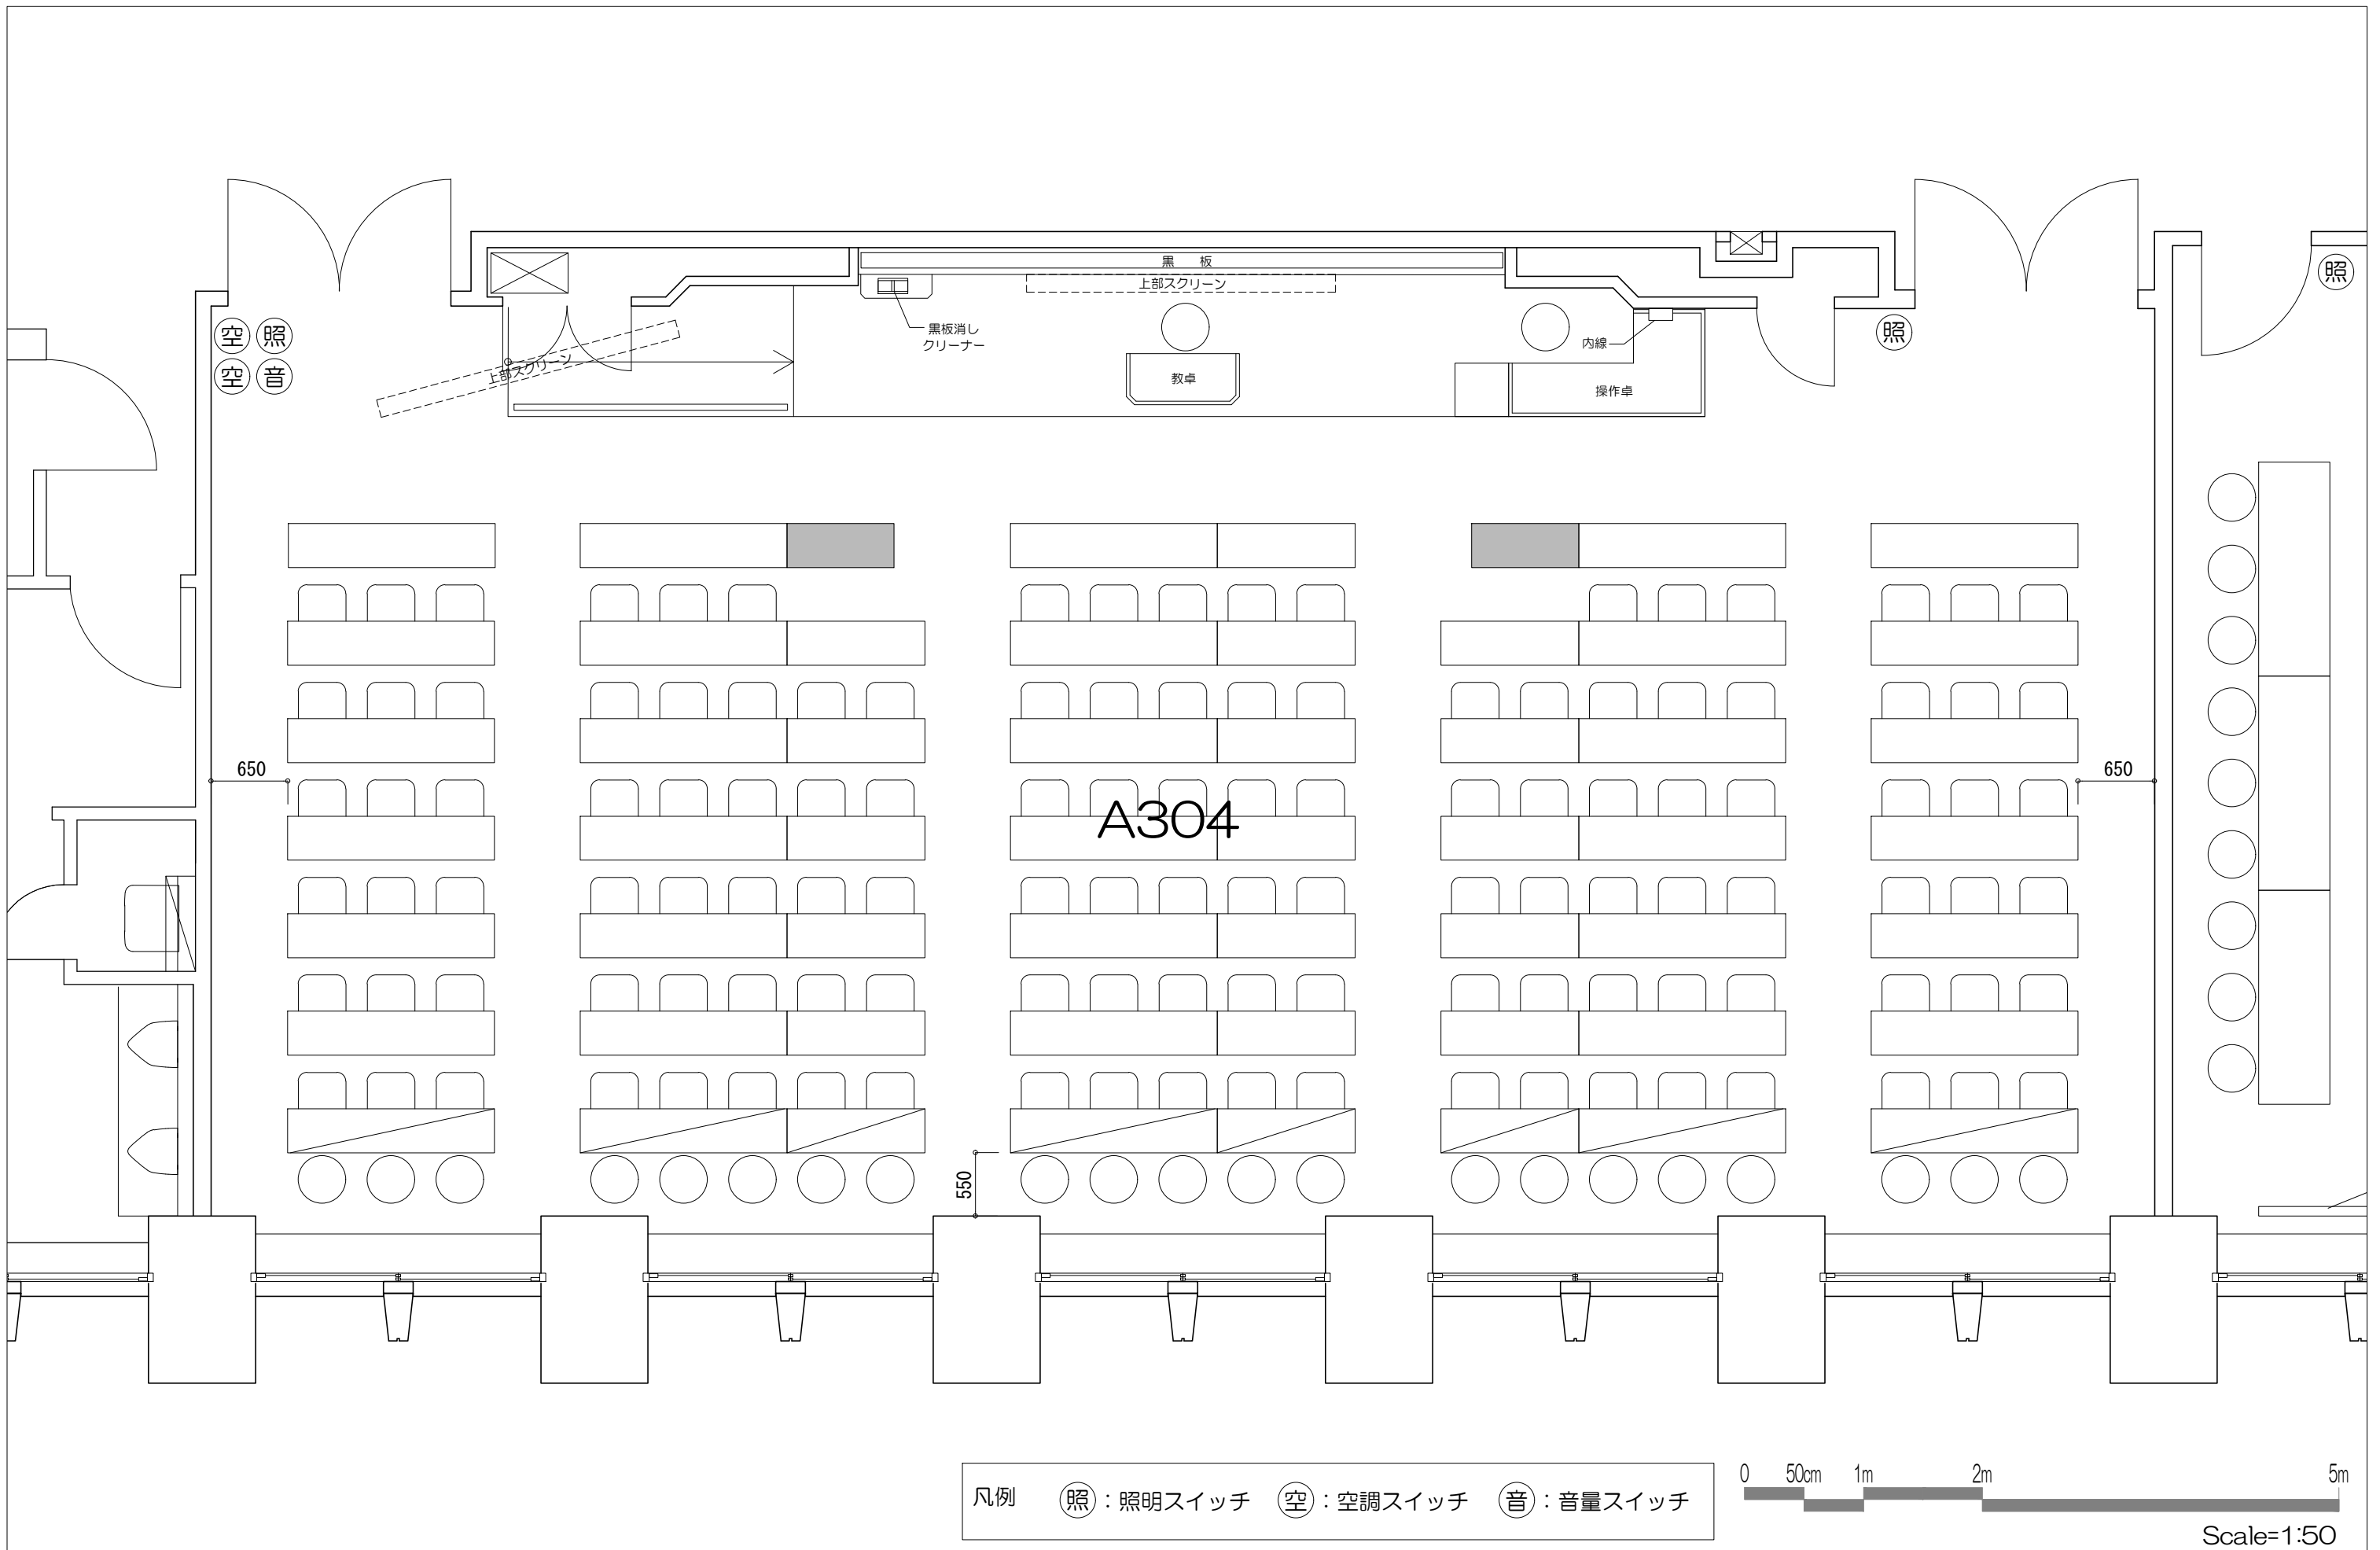 黒　板
上部スクリーン
照
空 照
空 音
上部スクリーン
黒板消し
クリーナー
教卓
内線
操作卓
照
650
650
A304
550
凡例 照：照明スイッチ 空：空調スイッチ 音：音量スイッチ
0 50cm 1m 2m 5m
Scale=1:50